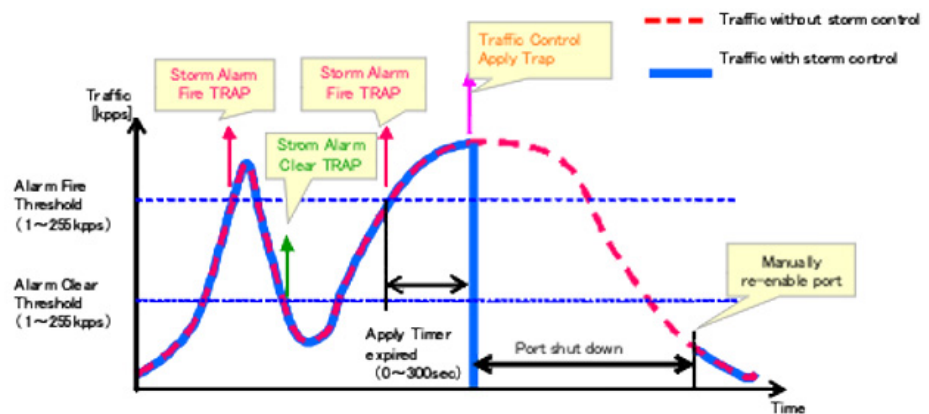 Traffic without storm control
Traffic with storm control
Traffic Control
Apply Trap
Storm Alarm
Fire TRAP
Storm Alarm
Fire TRAP
Traffic
[kpps]
Strom Alarm
Clear TRAP
Alarm Fire
Threshold
(1～255kpps)
Alarm Clear
Threshold
(1～255kpps)
Manually
re-enable port
Apply Timer
expired
(0～300sec)
Port shut down
Time